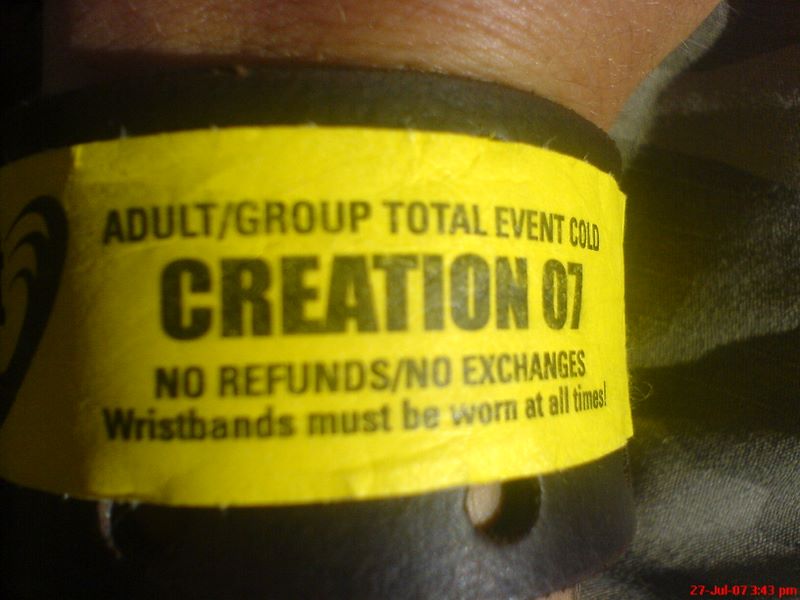 ADULT/GROUP TOTAL EVENT COLD
CREATION 07
NO REFUNDS/NO EXCHANGES
Wristbands must be worn at all times!
27-Jul-07 3:43 pm